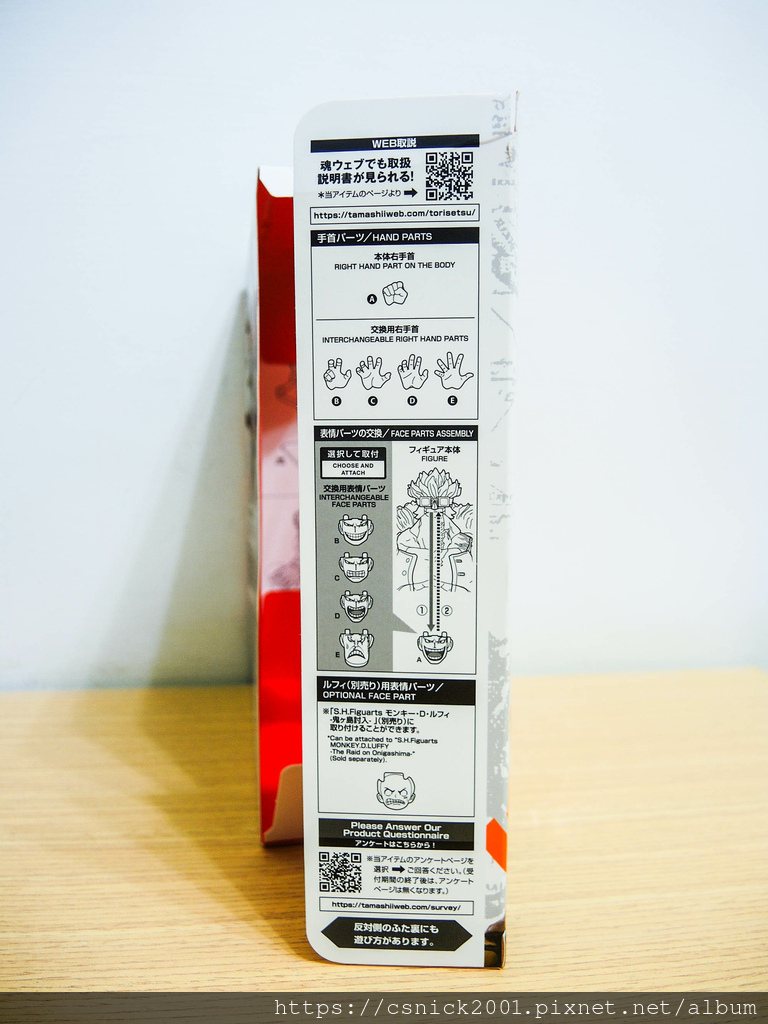 WEB取説
魂ウェブでも取扱
説明書が見られる!
※当アイテムのページより
https://tamashiiweb.com/torisetsu/
手首パーツ/HAND PARTS
本体右手首
RIGHT HAND PART ON THE BODY
A
交換用右手首
INTERCHANGEABLE RIGHT HAND PARTS
B C D E
表情パーツの交換/FACE PARTS ASSEMBLY
選択して取付
CHOOSE AND
ATTACH
交換用表情パーツ
INTERCHANGEABLE
FACE PARTS
B
C
D
E
フィギュア本体
FIGURE
① ②
A
ルフィ(別売り)用表情パーツ/
OPTIONAL FACE PART
※「S.H.Figuarts モンキー・D・ルフィ
-鬼ヶ島討入-」(別売り)に
取り付けることができます。
*Can be attached to "S.H.Figuarts
MONKEY.D.LUFFY
-The Raid on Onigashima-"
(Sold separately).
Please Answer Our
Product Questionnaire
アンケートはこちらから!
※当アイテムのアンケートページを
選択 ➡ ご回答ください。(受
付期間の終了後は、アンケート
ページは無くなります。)
https://tamashiiweb.com/survey/
反対側のふた裏にも
遊び方があります。
https://csnick2001.pixnet.net/album